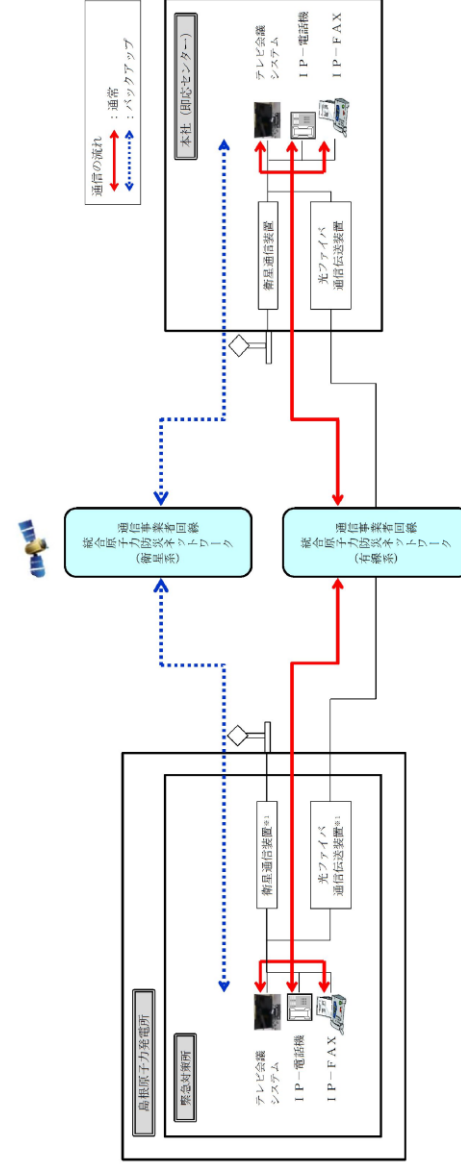 通信の流れ
：通常
：バックアップ
島根原子力発電所
緊急対策所
テレビ会議
システム
ＩＰ－電話機
ＩＰ－ＦＡＸ
衛星通信装置※１
光ファイバ
通信伝送装置※１
通信事業者回線
統合原子力防災ネットワーク
（衛星系）
通信事業者回線
統合原子力防災ネットワーク
（有線系）
本社（即応センター）
衛星通信装置
光ファイバ
通信伝送装置
テレビ会議
システム
ＩＰ－電話機
ＩＰ－ＦＡＸ